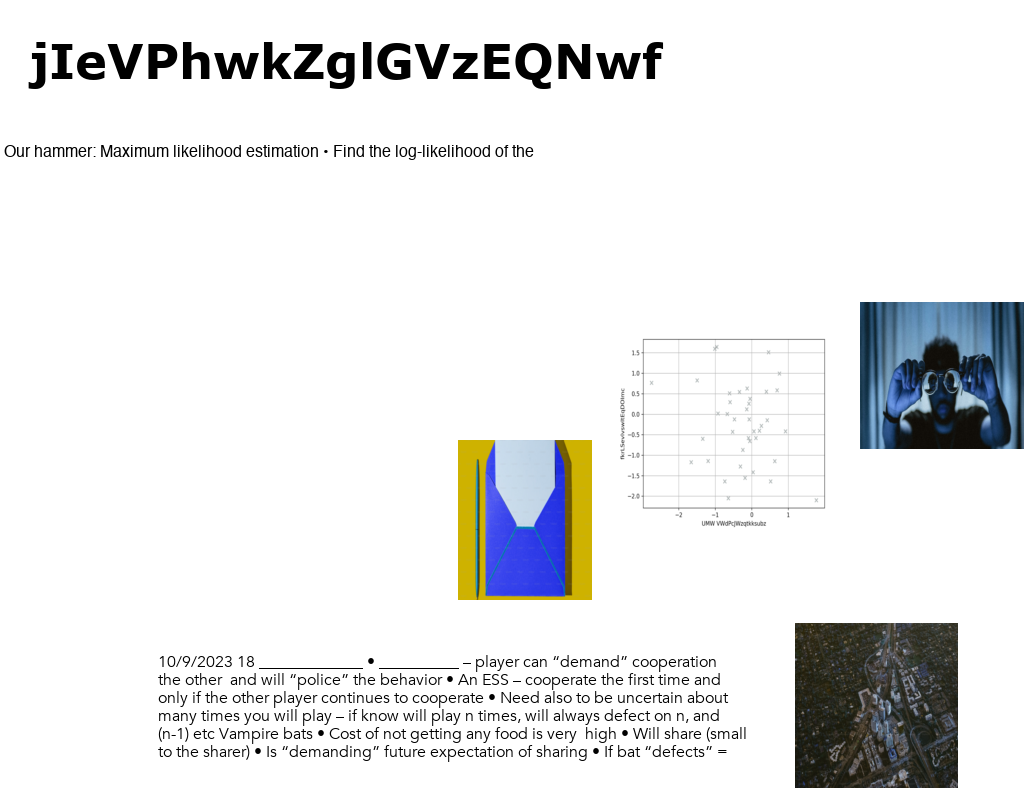 jIeVPhwkZglGVzEQNwf
Our hammer: Maximum likelihood estimation • Find the log-likelihood of the
1.5
1.0
0.5
0.0
−0.5
−1.0
−1.5
−2.0
−2 −1 0 1
10/9/2023 18 _____________ • __________ – player can “demand” cooperation
the other  and will “police” the behavior • An ESS – cooperate the first time and
only if the other player continues to cooperate • Need also to be uncertain about
many times you will play – if know will play n times, will always defect on n, and
(n-1) etc Vampire bats • Cost of not getting any food is very  high • Will share (small
to the sharer) • Is “demanding” future expectation of sharing • If bat “defects” =